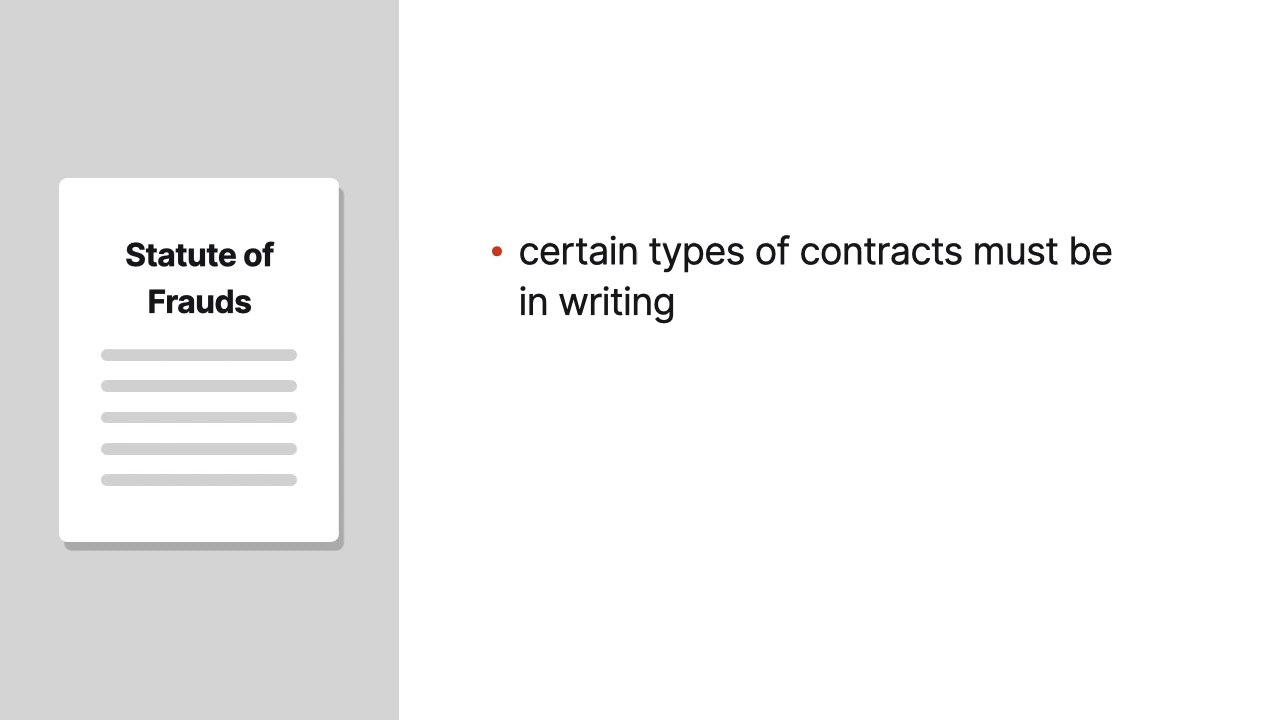 Statute of
Frauds
• certain types of contracts must be
in writing